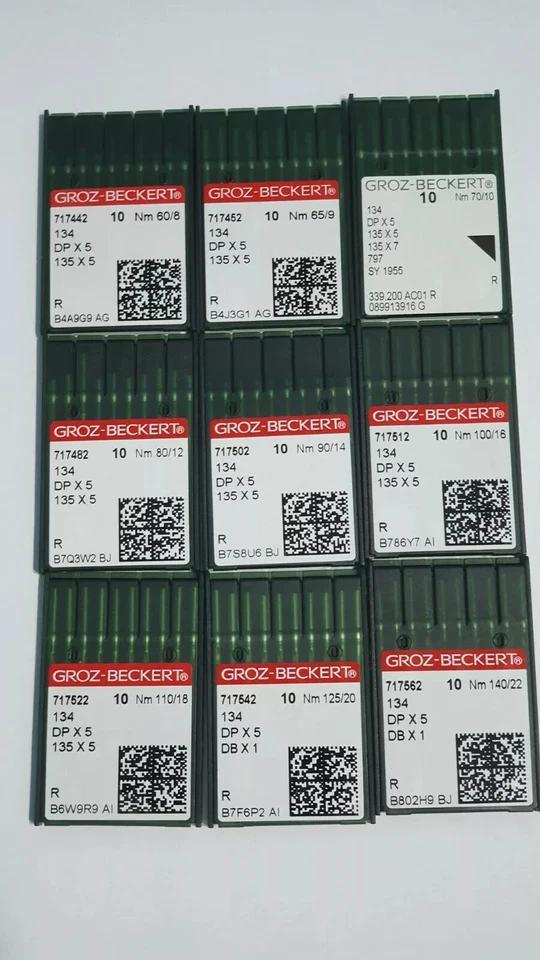 GROZ-BECKERT®
717442 10 Nm 60/8
134
DP X 5
135 X 5
R
B4A9G9 AG
GROZ-BECKERT®
717452 10 Nm 65/9
134
DP X 5
135 X 5
R
B4J3G1 AG
GROZ-BECKERT®
10 Nm 70/10
134
DP X 5
135 X 5
135 X 7
797
SY 1955
R
339.200 AC01 R
089913916 G
GROZ-BECKERT®
717482 10 Nm 80/12
134
DP X 5
135 X 5
R
B7Q3W2 BJ
GROZ-BECKERT®
717502 10 Nm 90/14
134
DP X 5
135 X 5
R
B7S8U6 BJ
GROZ-BECKERT®
717512 10 Nm 100/16
134
DP X 5
135 X 5
R
B786Y7 AI
GROZ-BECKERT®
717522 10 Nm 110/18
134
DP X 5
135 X 5
R
B6W9R9 AI
GROZ-BECKERT®
717542 10 Nm 125/20
134
DP X 5
DB X 1
R
B7F6P2 AI
GROZ-BECKERT®
717562 10 Nm 140/22
134
DP X 5
DB X 1
R
B802H9 BJ